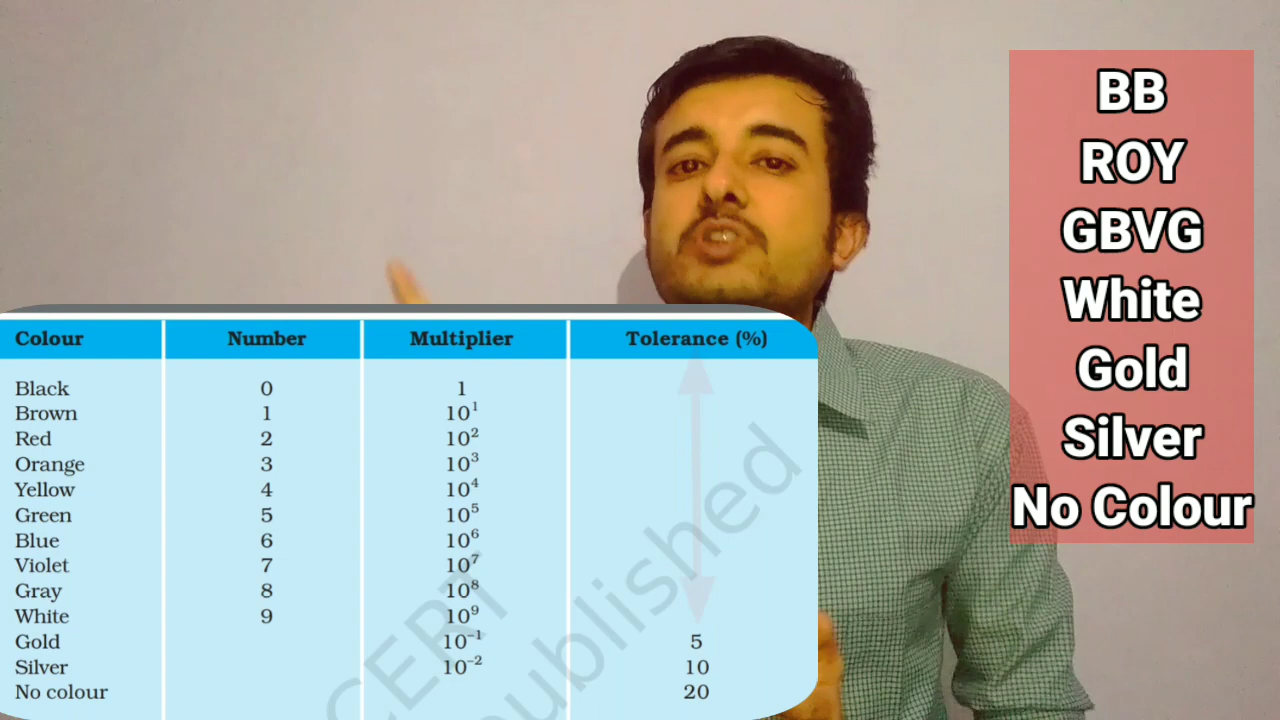 BB
ROY
GBVG
White
Gold
Silver
No Colour
Colour Number Multiplier Tolerance (%)
Black 0 1
Brown 1 10¹
Red 2 10²
Orange 3 10³
Yellow 4 10⁴
Green 5 10⁵
Blue 6 10⁶
Violet 7 10⁷
Gray 8 10⁸
White 9 10⁹
Gold 10⁻¹ 5
Silver 10⁻² 10
No colour 20